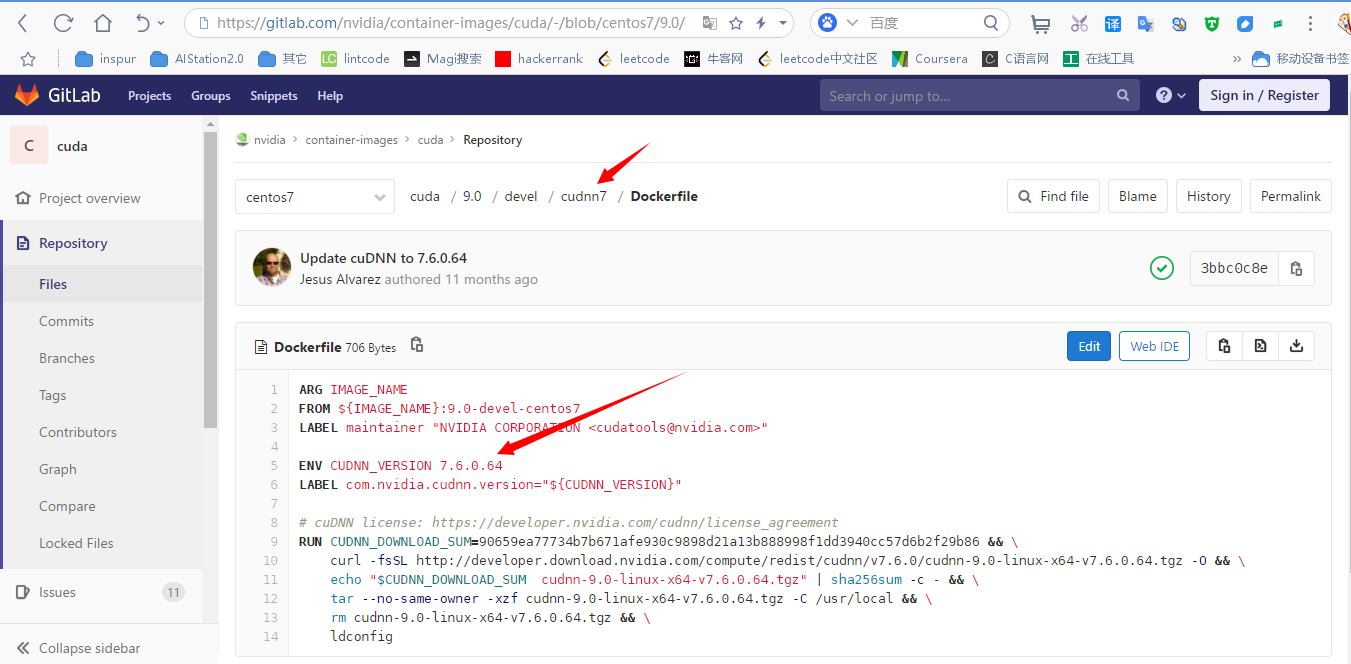 https://gitlab.com/nvidia/container-images/cuda/-/blob/centos7/9.0/
百度
inspur
AIStation2.0
其它
LC lintcode
Magi搜索
hackerrank
leetcode
牛客网
leetcode中文社区
Coursera
C C语言网
在线工具
»
移动设备书签
GitLab
Projects
Groups
Snippets
Help
Search or jump to...
Sign in / Register
C cuda
Project overview
Repository
Files
Commits
Branches
Tags
Contributors
Graph
Compare
Locked Files
Issues 11
Collapse sidebar
nvidia > container-images > cuda > Repository
centos7
cuda / 9.0 / devel / cudnn7 / Dockerfile
Find file
Blame
History
Permalink
Update cuDNN to 7.6.0.64
Jesus Alvarez authored 11 months ago
3bbc0c8e
Dockerfile 706 Bytes
Edit
Web IDE
1 ARG IMAGE_NAME
2 FROM ${IMAGE_NAME}:9.0-devel-centos7
3 LABEL maintainer "NVIDIA CORPORATION <cudatools@nvidia.com>"
4
5 ENV CUDNN_VERSION 7.6.0.64
6 LABEL com.nvidia.cudnn.version="${CUDNN_VERSION}"
7
8 # cuDNN license: https://developer.nvidia.com/cudnn/license_agreement
9 RUN CUDNN_DOWNLOAD_SUM=90659ea77734b7b671afe930c9898d21a13b888998f1dd3940cc57d6b2f29b86 && \
10 curl -fsSL http://developer.download.nvidia.com/compute/redist/cudnn/v7.6.0/cudnn-9.0-linux-x64-v7.6.0.64.tgz -O && \
11 echo "$CUDNN_DOWNLOAD_SUM  cudnn-9.0-linux-x64-v7.6.0.64.tgz" | sha256sum -c - && \
12 tar --no-same-owner -xzf cudnn-9.0-linux-x64-v7.6.0.64.tgz -C /usr/local && \
13 rm cudnn-9.0-linux-x64-v7.6.0.64.tgz && \
14 ldconfig